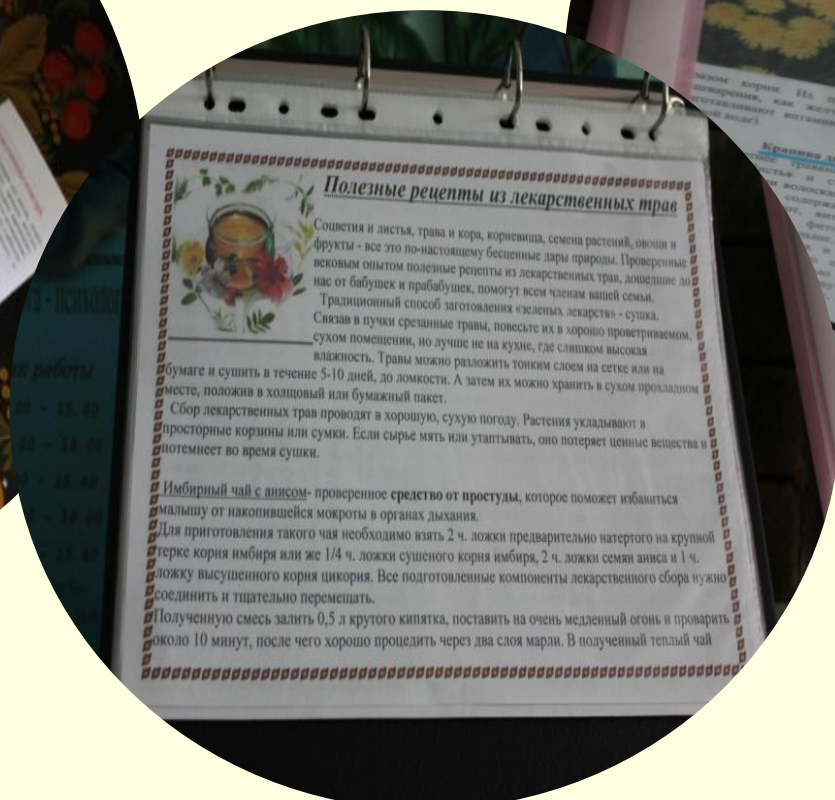 Полезные рецепты из лекарственных трав
Соцветия и листья, трава и кора, корневища, семена растений, овощи и
фрукты - все это по-настоящему бесценные дары природы. Проверенные
вековым опытом полезные рецепты из лекарственных трав, дошедшие до
нас от бабушек и прабабушек, помогут всем членам вашей семьи.
Традиционный способ заготовления «зеленых лекарств» - сушка.
Связав в пучки срезанные травы, повесьте их в хорошо проветриваемом,
сухом помещении, но лучше не на кухне, где слишком высокая
влажность. Травы можно разложить тонким слоем на сетке или на
бумаге и сушить в течение 5-10 дней, до ломкости. А затем их можно хранить в сухом прохладном
месте, положив в холщовый или бумажный пакет.
Сбор лекарственных трав проводят в хорошую, сухую погоду. Растения укладывают в
просторные корзины или сумки. Если сырье мять или утаптывать, оно потеряет ценные вещества и
потемнеет во время сушки.
Имбирный чай с анисом- проверенное средство от простуды, которое поможет избавиться
малышу от накопившейся мокроты в органах дыхания.
Для приготовления такого чая необходимо взять 2 ч. ложки предварительно натертого на крупной
терке корня имбиря или же 1/4 ч. ложки сушеного корня имбиря, 2 ч. ложки семян аниса и 1 ч.
ложку высушенного корня цикория. Все подготовленные компоненты лекарственного сбора нужно
соединить и тщательно перемешать.
Полученную смесь залить 0,5 л крутого кипятка, поставить на очень медленный огонь и проварить
около 10 минут, после чего хорошо процедить через два слоя марли. В полученный теплый чай
корни. Их
как
Крапива
травы
и
работы